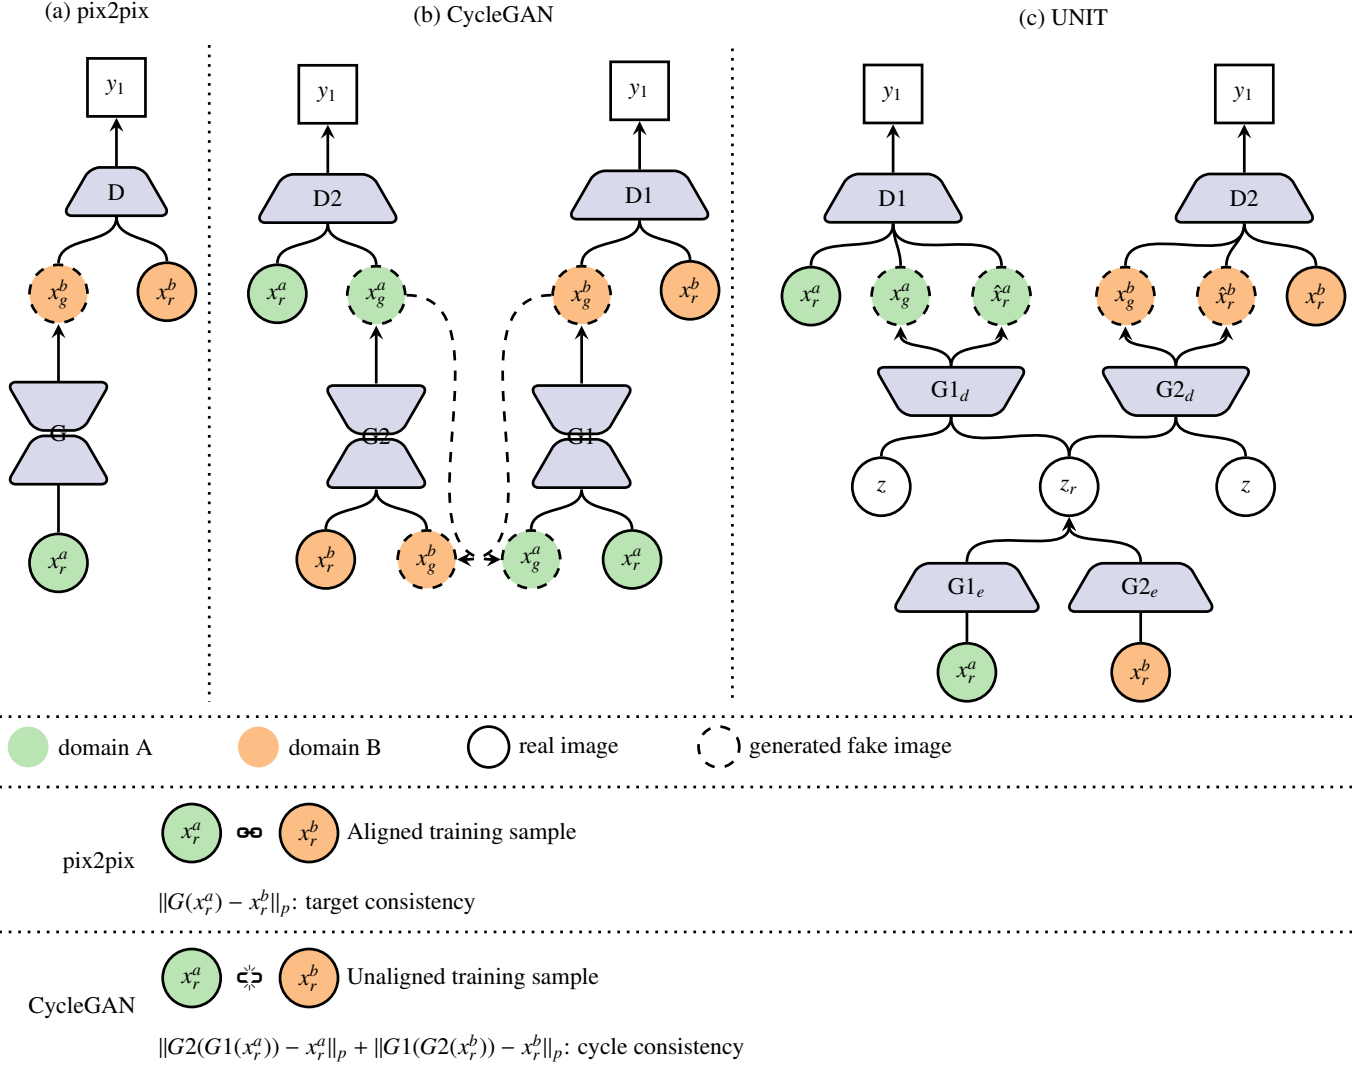 (a) pix2pix (b) CycleGAN (c) UNIT
y₁ y₁ y₁ y₁ y₁
D D2 D1 D1 D2
x_g^b x_r^b x_r^a x_g^a x_g^b x_r^b x_r^a x_g^a x̂_r^a x_g^b x̂_r^b x_r^b
G1_d G2_d
G G2 G1
z z_r z
x_r^a x_r^b x_g^b x_g^a x_r^a
G1_e G2_e
x_r^a x_r^b
domain A domain B real image generated fake image
x_r^a x_r^b Aligned training sample
pix2pix
||G(x_r^a) − x_r^b||_p: target consistency
x_r^a x_r^b Unaligned training sample
CycleGAN
||G2(G1(x_r^a)) − x_r^a||_p + ||G1(G2(x_r^b)) − x_r^b||_p: cycle consistency